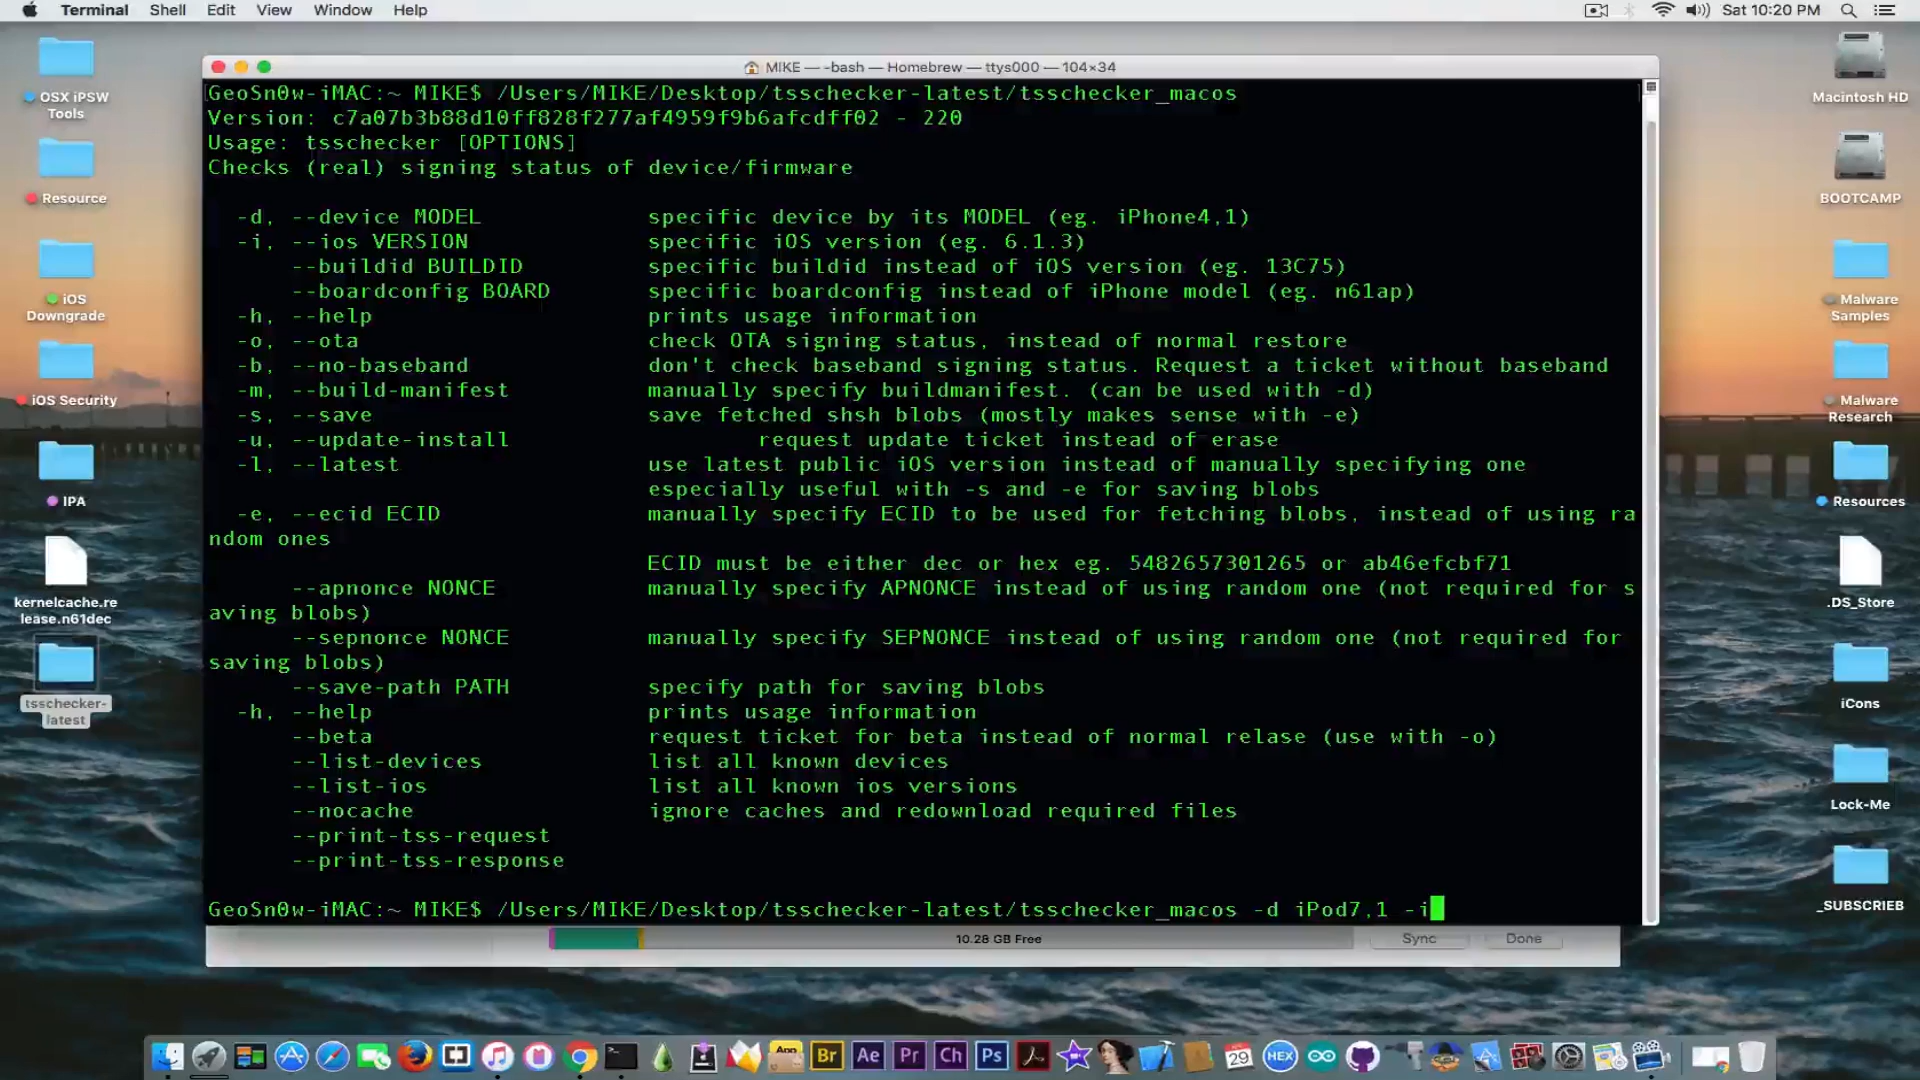 Terminal Shell Edit View Window Help
Sat 10:20 PM
MIKE — -bash — Homebrew — ttys000 — 104×34
GeoSn0w-iMAC:~ MIKE$ /Users/MIKE/Desktop/tsschecker-latest/tsschecker_macos
Version: c7a07b3b88d10ff828f277af4959f9b6afcdff02 - 220
Usage: tsschecker [OPTIONS]
Checks (real) signing status of device/firmware
-d, --device MODEL specific device by its MODEL (eg. iPhone4,1)
-i, --ios VERSION specific iOS version (eg. 6.1.3)
--buildid BUILDID specific buildid instead of iOS version (eg. 13C75)
--boardconfig BOARD specific boardconfig instead of iPhone model (eg. n61ap)
-h, --help prints usage information
-o, --ota check OTA signing status, instead of normal restore
-b, --no-baseband don't check baseband signing status. Request a ticket without baseband
-m, --build-manifest manually specify buildmanifest. (can be used with -d)
-s, --save save fetched shsh blobs (mostly makes sense with -e)
-u, --update-install request update ticket instead of erase
-l, --latest use latest public iOS version instead of manually specifying one
especially useful with -s and -e for saving blobs
-e, --ecid ECID manually specify ECID to be used for fetching blobs, instead of using ra
ndom ones
ECID must be either dec or hex eg. 5482657301265 or ab46efcbf71
--apnonce NONCE manually specify APNONCE instead of using random one (not required for s
aving blobs)
--sepnonce NONCE manually specify SEPNONCE instead of using random one (not required for
saving blobs)
--save-path PATH specify path for saving blobs
-h, --help prints usage information
--beta request ticket for beta instead of normal relase (use with -o)
--list-devices list all known devices
--list-ios list all known ios versions
--nocache ignore caches and redownload required files
--print-tss-request
--print-tss-response
GeoSn0w-iMAC:~ MIKE$ /Users/MIKE/Desktop/tsschecker-latest/tsschecker_macos -d iPod7,1 -i
10.28 GB Free
Sync
Done
OSX iPSW
Tools
Resource
iOS
Downgrade
iOS Security
IPA
kernelcache.re
lease.n61dec
tsschecker-
latest
Macintosh HD
BOOTCAMP
Malware
Samples
Malware
Research
Resources
.DS_Store
iCons
Lock-Me
_SUBSCRIEB
App
Br
Ae
Pr
Ch
Ps
29
HEX